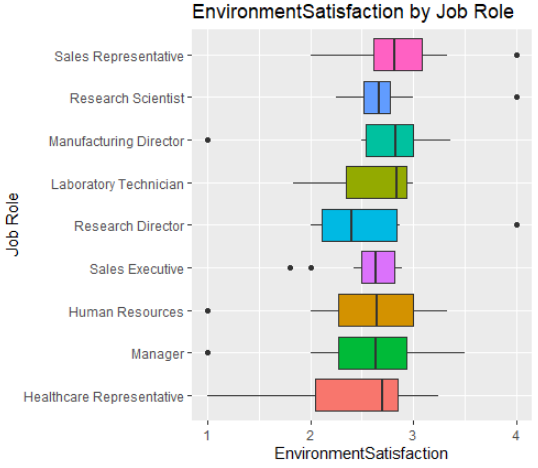 EnvironmentSatisfaction by Job Role
Job Role
Sales Representative
Research Scientist
Manufacturing Director
Laboratory Technician
Research Director
Sales Executive
Human Resources
Manager
Healthcare Representative
1 2 3 4
EnvironmentSatisfaction